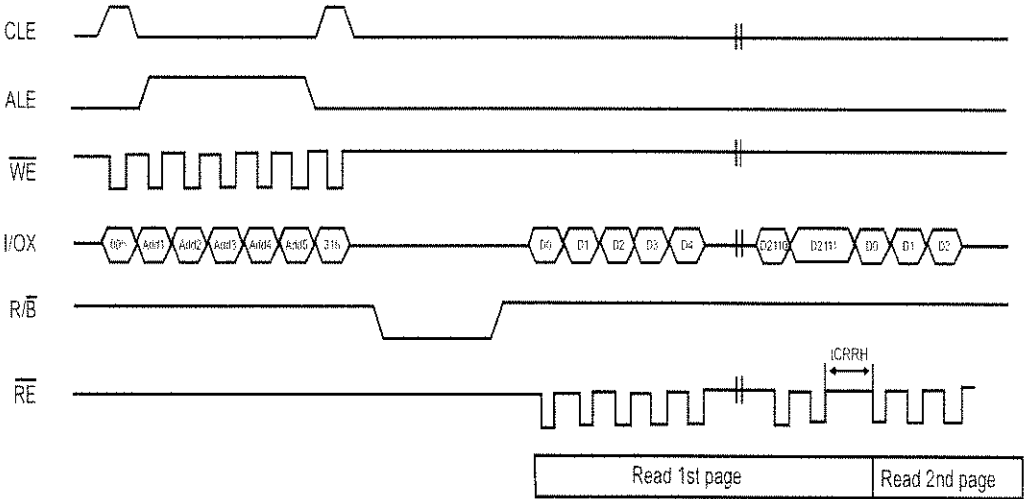 CLE
ALE
WE
I/OX 00h Add1 Add2 Add3 Add4 Add5 31h D0 D1 D2 D3 D4 D2110 D2111 D0 D1 D2
R/B
tCRRH
RE
Read 1st page Read 2nd page